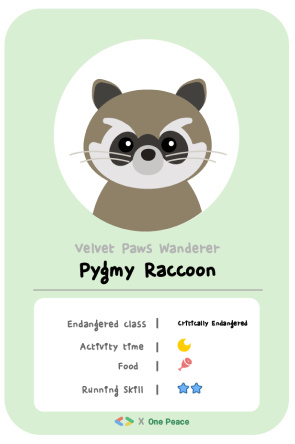 Velvet Paws Wanderer
Pygmy Raccoon
Endangered class | Critically Endangered
Activity time |
Food |
Running Skill |
X One Peace